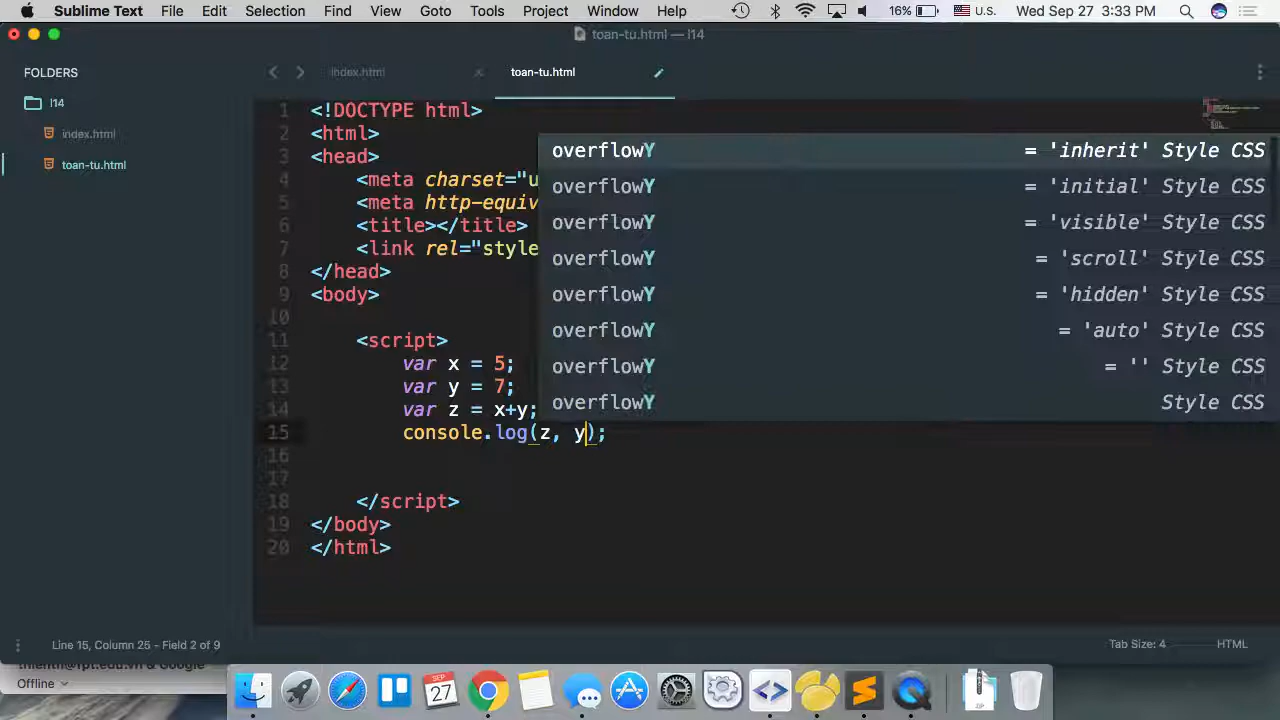 Sublime Text File Edit Selection Find View Goto Tools Project Window Help 16% U.S. Wed Sep 27 3:33 PM
toan-tu.html — l14
FOLDERS
l14
index.html
toan-tu.html
index.html
toan-tu.html
1 <!DOCTYPE html>
2 <html>
3 <head>
4 <meta charset="u
5 <meta http-equiv
6 <title></title>
7 <link rel="style
8 </head>
9 <body>
10
11 <script>
12 var x = 5;
13 var y = 7;
14 var z = x+y;
15 console.log(z, y);
16
17
18 </script>
19 </body>
20 </html>
overflowY = 'inherit' Style CSS
overflowY = 'initial' Style CSS
overflowY = 'visible' Style CSS
overflowY = 'scroll' Style CSS
overflowY = 'hidden' Style CSS
overflowY = 'auto' Style CSS
overflowY = '' Style CSS
overflowY Style CSS
Line 15, Column 25 - Field 2 of 9
Tab Size: 4
HTML
& Google
Offline
SEP
27
ZIP